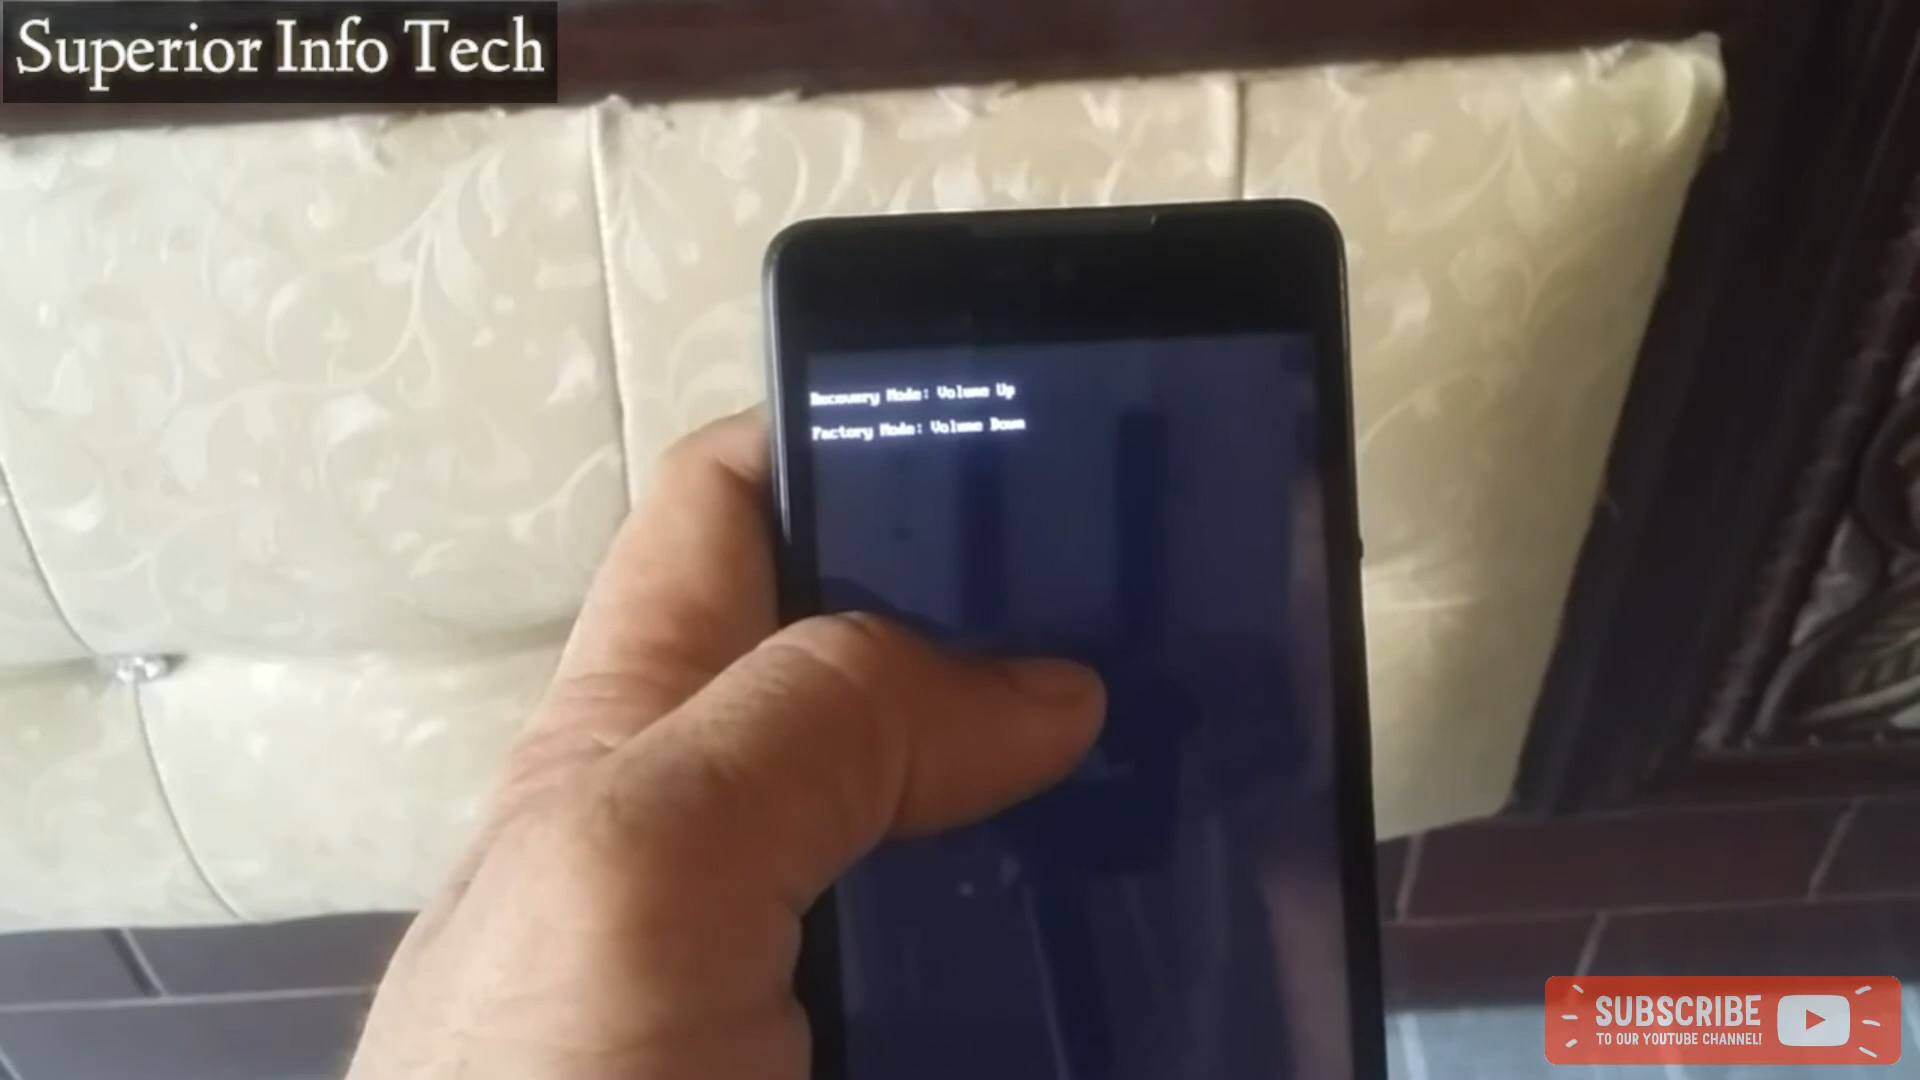 Superior Info Tech
Recovery Mode: Volume Up
Factory Mode: Volume Down
SUBSCRIBE
TO OUR YOUTUBE CHANNEL!